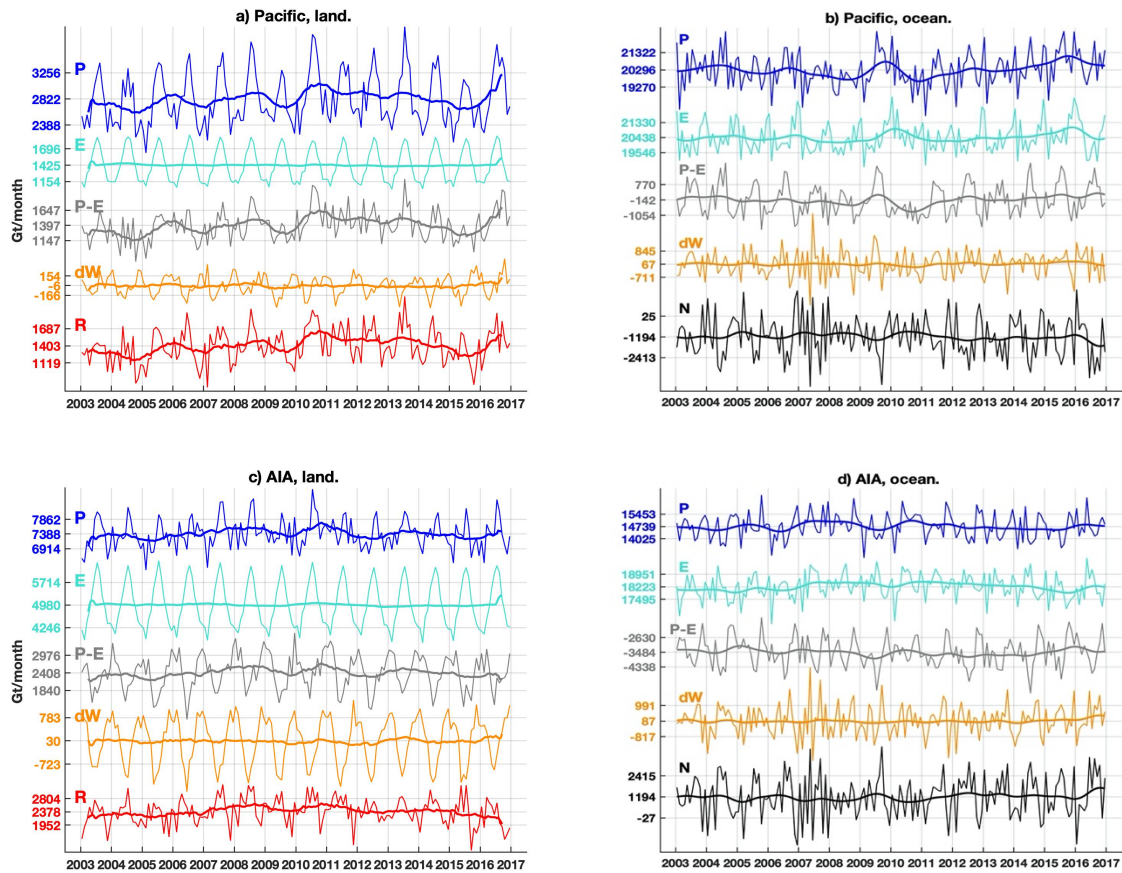 a) Pacific, land.
P
3256
2822
2388
E
1696
1425
1154
P-E
1647
1397
1147
dW
154
-6
-166
R
1687
1403
1119
Gt/month
2003 2004 2005 2006 2007 2008 2009 2010 2011 2012 2013 2014 2015 2016 2017
b) Pacific, ocean.
P
21322
20296
19270
E
21330
20438
19546
P-E
770
-142
-1054
dW
845
67
-711
N
25
-1194
-2413
2003 2004 2005 2006 2007 2008 2009 2010 2011 2012 2013 2014 2015 2016 2017
c) AIA, land.
P
7862
7388
6914
E
5714
4980
4246
P-E
2976
2408
1840
dW
783
30
-723
R
2804
2378
1952
Gt/month
2003 2004 2005 2006 2007 2008 2009 2010 2011 2012 2013 2014 2015 2016 2017
d) AIA, ocean.
P
15453
14739
14025
E
18951
18223
17495
P-E
-2630
-3484
-4338
dW
991
87
-817
N
2415
1194
-27
2003 2004 2005 2006 2007 2008 2009 2010 2011 2012 2013 2014 2015 2016 2017